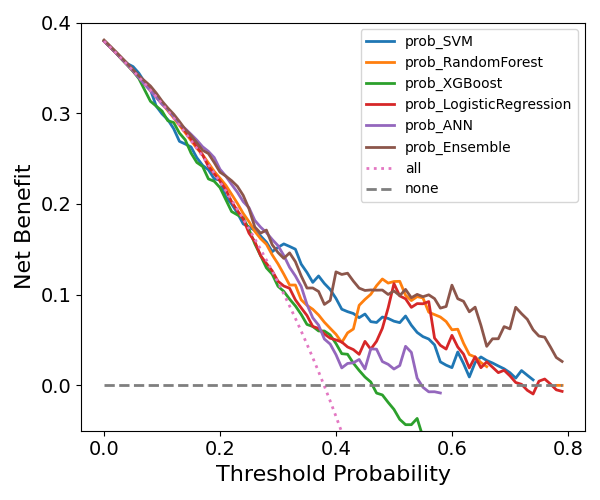 0.4
0.3
0.2
0.1
0.0
Net Benefit
prob_SVM
prob_RandomForest
prob_XGBoost
prob_LogisticRegression
prob_ANN
prob_Ensemble
all
none
0.0 0.2 0.4 0.6 0.8
Threshold Probability